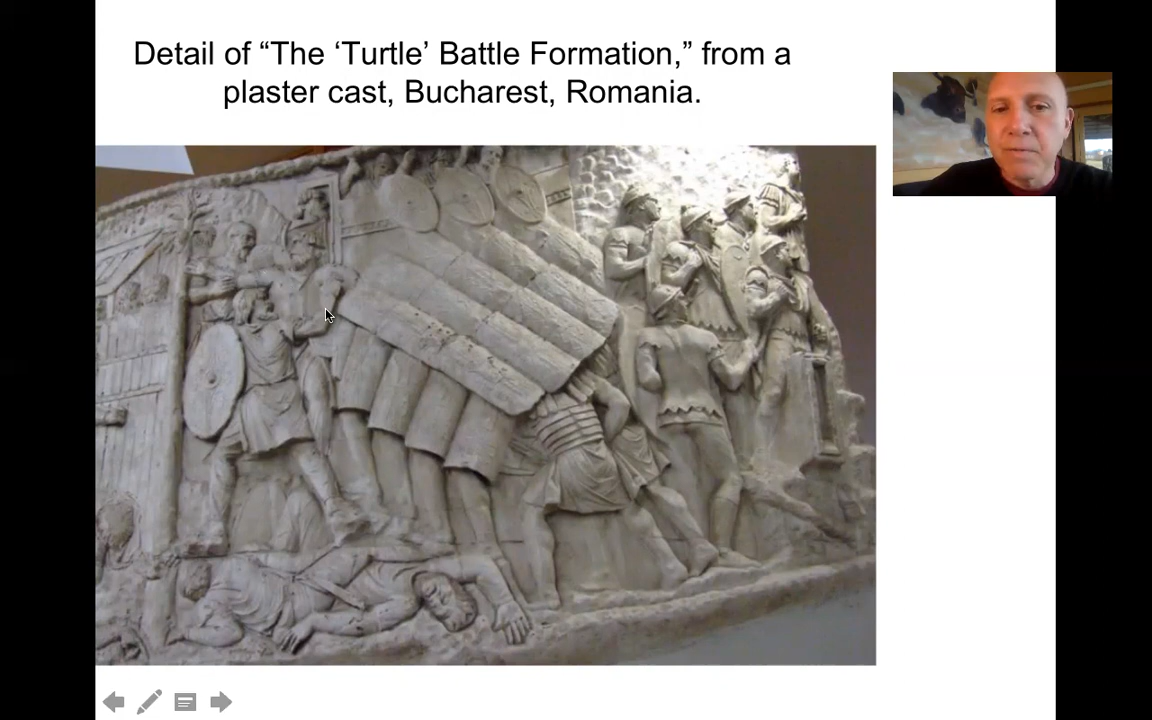 Detail of “The ‘Turtle’ Battle Formation,” from a
plaster cast, Bucharest, Romania.